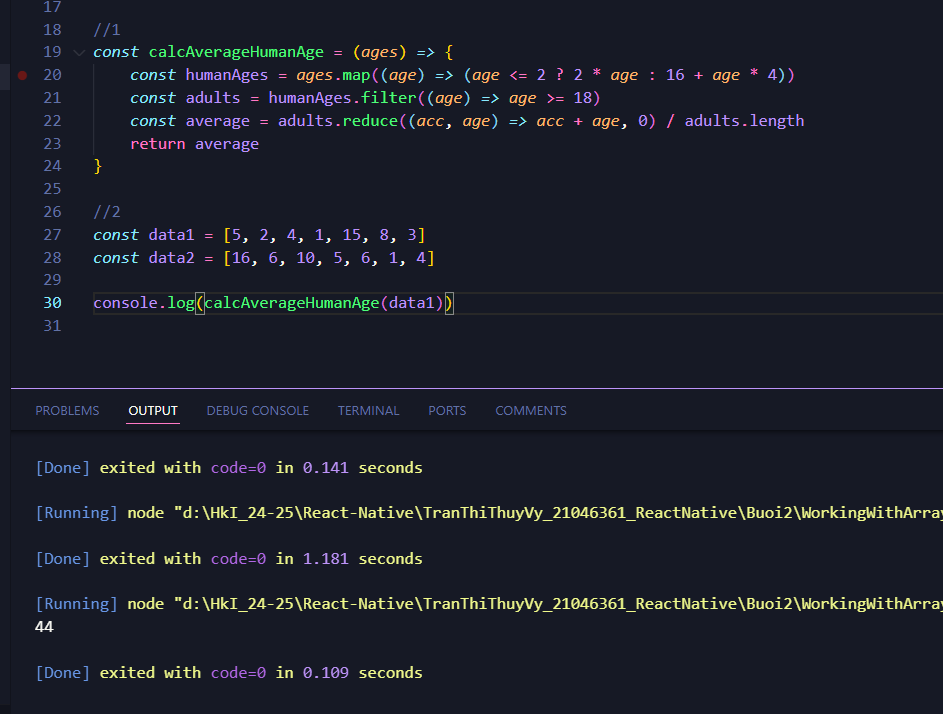 17
18 //1
19 const calcAverageHumanAge = (ages) => {
20 const humanAges = ages.map((age) => (age <= 2 ? 2 * age : 16 + age * 4))
21 const adults = humanAges.filter((age) => age >= 18)
22 const average = adults.reduce((acc, age) => acc + age, 0) / adults.length
23 return average
24 }
25
26 //2
27 const data1 = [5, 2, 4, 1, 15, 8, 3]
28 const data2 = [16, 6, 10, 5, 6, 1, 4]
29
30 console.log(calcAverageHumanAge(data1))
31
PROBLEMS OUTPUT DEBUG CONSOLE TERMINAL PORTS COMMENTS
[Done] exited with code=0 in 0.141 seconds
[Running] node "d:\HkI_24-25\React-Native\TranThiThuyVy_21046361_ReactNative\Buoi2\WorkingWithArray
[Done] exited with code=0 in 1.181 seconds
[Running] node "d:\HkI_24-25\React-Native\TranThiThuyVy_21046361_ReactNative\Buoi2\WorkingWithArray
44
[Done] exited with code=0 in 0.109 seconds